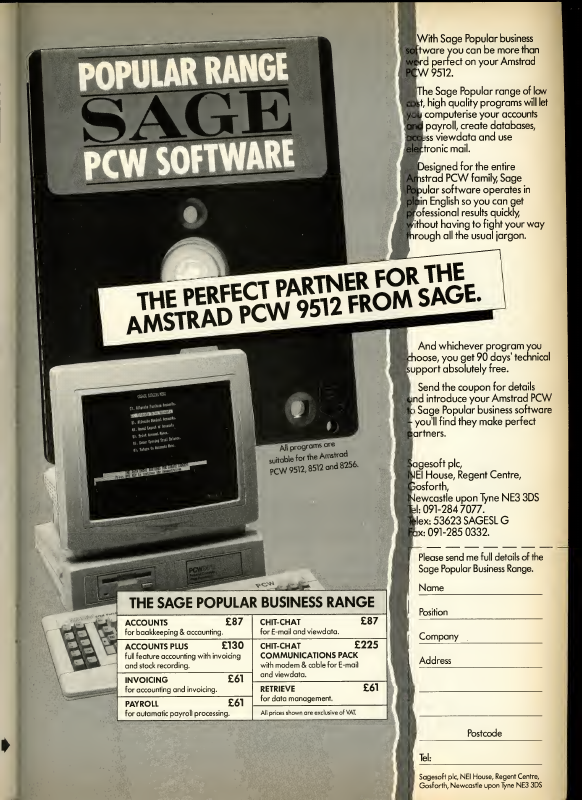 POPULAR RANGE
SAGE
PCW SOFTWARE
THE PERFECT PARTNER FOR THE
AMSTRAD PCW 9512 FROM SAGE.
All programs are
suitable for the Amstrad
PCW 9512, 8512 and 8256.
PCW
THE SAGE POPULAR BUSINESS RANGE
ACCOUNTS £87
for bookkeeping & accounting.
ACCOUNTS PLUS £130
full feature accounting with invoicing
and stock recording.
INVOICING £61
for accounting and invoicing.
PAYROLL £61
for automatic payroll processing.
CHIT-CHAT £87
for E-mail and viewdata.
CHIT-CHAT £225
COMMUNICATIONS PACK
with modem & cable for E-mail
and viewdata.
RETRIEVE £61
for data management.
All prices shown are exclusive of VAT.
With Sage Popular business
software you can be more than
word perfect on your Amstrad
PCW 9512.
The Sage Popular range of low
cost, high quality programs will let
you computerise your accounts
and payroll, create databases,
access viewdata and use
electronic mail.
Designed for the entire
Amstrad PCW family, Sage
Popular software operates in
plain English so you can get
professional results quickly,
without having to fight your way
through all the usual jargon.
And whichever program you
choose, you get 90 days' technical
support absolutely free.
Send the coupon for details
and introduce your Amstrad PCW
to Sage Popular business software
– you'll find they make perfect
partners.
Sagesoft plc,
NEI House, Regent Centre,
Gosforth,
Newcastle upon Tyne NE3 3DS
Tel: 091-284 7077.
Telex: 53623 SAGESL G
Fax: 091-285 0332.
Please send me full details of the
Sage Popular Business Range.
Name
Position
Company
Address
Postcode
Tel:
Sagesoft plc, NEI House, Regent Centre,
Gosforth, Newcastle upon Tyne NE3 3DS